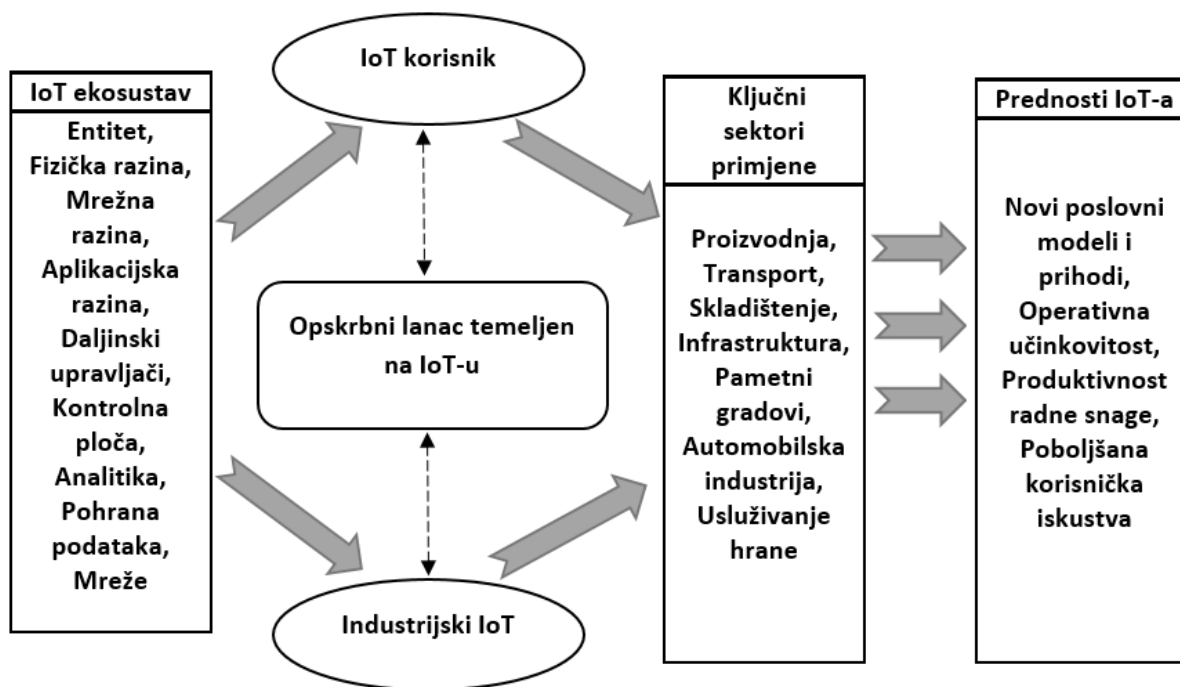 IoT ekosustav
Entitet,
Fizička razina,
Mrežna
razina,
Aplikacijska
razina,
Daljinski
upravljači,
Kontrolna
ploča,
Analitika,
Pohrana
podataka,
Mreže
IoT korisnik
Opskrbni lanac temeljen
na IoT-u
Industrijski IoT
Ključni
sektori
primjene
Proizvodnja,
Transport,
Skladištenje,
Infrastruktura,
Pametni
gradovi,
Automobilska
industrija,
Usluživanje
hrane
Prednosti IoT-a
Novi poslovni
modeli i
prihodi,
Operativna
učinkovitost,
Produktivnost
radne snage,
Poboljšana
korisnička
iskustva